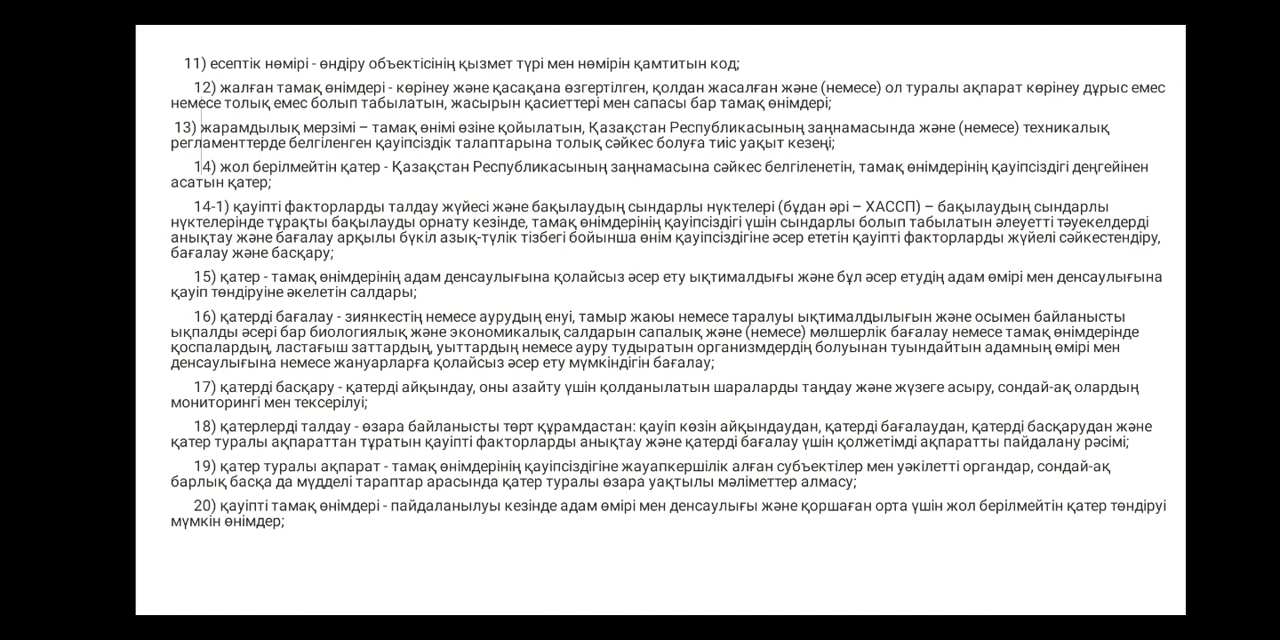 11) есептік нөмірі - өндіру объектісінің қызмет түрі мен нөмірін қамтитын код;
12) жалған тамақ өнімдері - көрінеу және қасақана өзгертілген, қолдан жасалған және (немесе) ол туралы ақпарат көрінеу дұрыс емес
немесе толық емес болып табылатын, жасырын қасиеттері мен сапасы бар тамақ өнімдері;
13) жарамдылық мерзімі – тамақ өнімі өзіне қойылатын, Қазақстан Республикасының заңнамасында және (немесе) техникалық
регламенттерде белгіленген қауіпсіздік талаптарына толық сәйкес болуға тиіс уақыт кезеңі;
14) жол берілмейтін қатер - Қазақстан Республикасының заңнамасына сәйкес белгіленетін, тамақ өнімдерінің қауіпсіздігі деңгейінен
асатын қатер;
14-1) қауіпті факторларды талдау жүйесі және бақылаудың сындарлы нүктелері (бұдан әрі – ХАССП) – бақылаудың сындарлы
нүктелерінде тұрақты бақылауды орнату кезінде, тамақ өнімдерінің қауіпсіздігі үшін сындарлы болып табылатын әлеуетті тәуекелдерді
анықтау және бағалау арқылы бүкіл азық-түлік тізбегі бойынша өнім қауіпсіздігіне әсер ететін қауіпті факторларды жүйелі сәйкестендіру,
бағалау және басқару;
15) қатер - тамақ өнімдерінің адам денсаулығына қолайсыз әсер ету ықтималдығы және бұл әсер етудің адам өмірі мен денсаулығына
қауіп төндіруіне әкелетін салдары;
16) қатерді бағалау - зиянкестің немесе аурудың енуі, тамыр жаюы немесе таралуы ықтималдылығын және осымен байланысты
ықпалды әсері бар биологиялық және экономикалық салдарын сапалық және (немесе) мөлшерлік бағалау немесе тамақ өнімдерінде
қоспалардың, ластағыш заттардың, уыттардың немесе ауру тудыратын организмдердің болуынан туындайтын адамның өмірі мен
денсаулығына немесе жануарларға қолайсыз әсер ету мүмкіндігін бағалау;
17) қатерді басқару - қатерді айқындау, оны азайту үшін қолданылатын шараларды таңдау және жүзеге асыру, сондай-ақ олардың
мониторингі мен тексерілуі;
18) қатерлерді талдау - өзара байланысты төрт құрамдастан: қауіп көзін айқындаудан, қатерді бағалаудан, қатерді басқарудан және
қатер туралы ақпараттан тұратын қауіпті факторларды анықтау және қатерді бағалау үшін қолжетімді ақпаратты пайдалану рәсімі;
19) қатер туралы ақпарат - тамақ өнімдерінің қауіпсіздігіне жауапкершілік алған субъектілер мен уәкілетті органдар, сондай-ақ
барлық басқа да мүдделі тараптар арасында қатер туралы өзара уақтылы мәліметтер алмасу;
20) қауіпті тамақ өнімдері - пайдаланылуы кезінде адам өмірі мен денсаулығы және қоршаған орта үшін жол берілмейтін қатер төндіруі
мүмкін өнімдер;